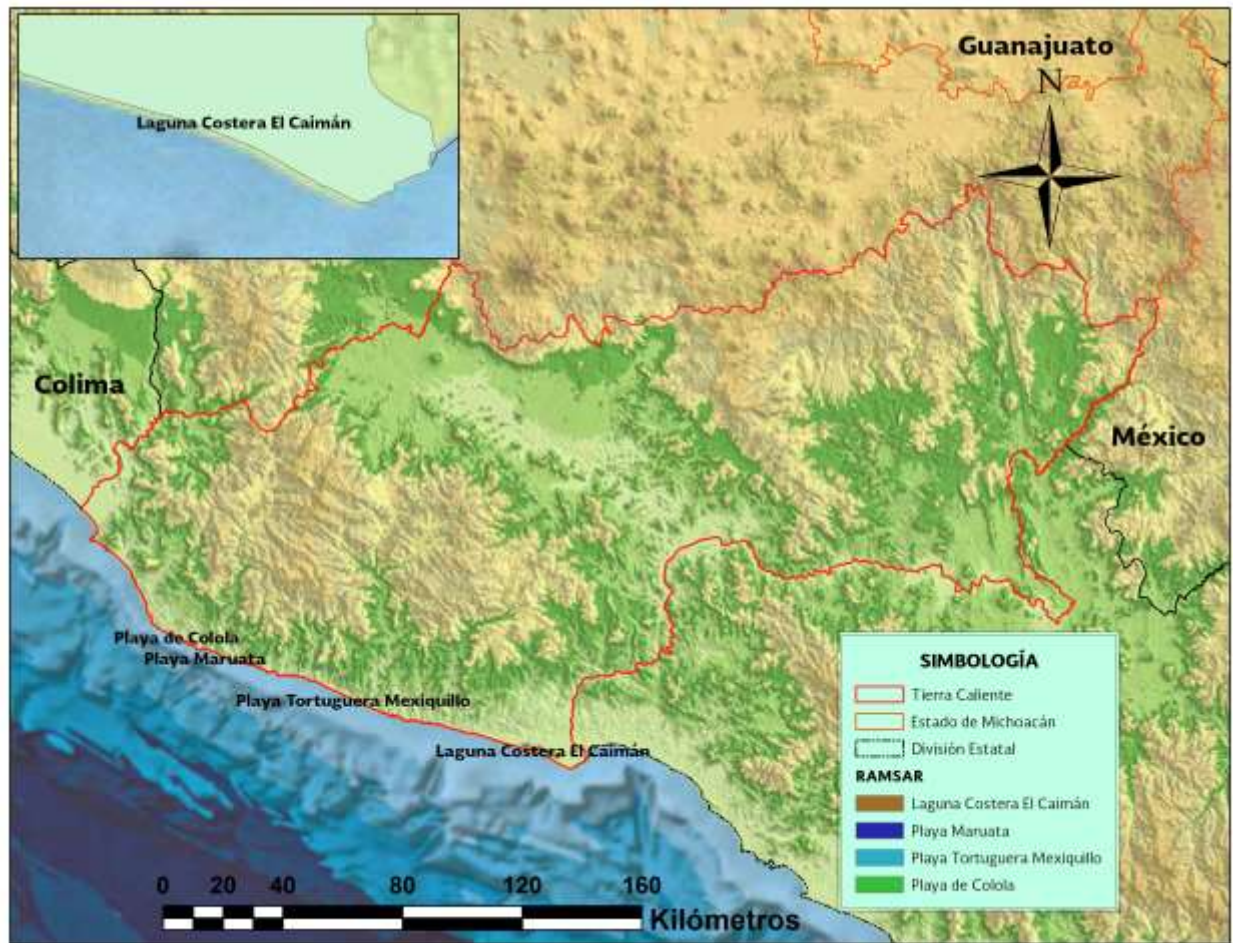 Guanajuato
N
Laguna Costera El Caimán
Colima
México
Playa de Colola
Playa Maruata
Playa Tortuguera Mexiquillo
Laguna Costera El Caimán
SIMBOLOGÍA
Tierra Caliente
Estado de Michoacán
División Estatal
RAMSAR
Laguna Costera El Caimán
Playa Maruata
Playa Tortuguera Mexiquillo
Playa de Colola
0 20 40 80 120 160
Kilómetros